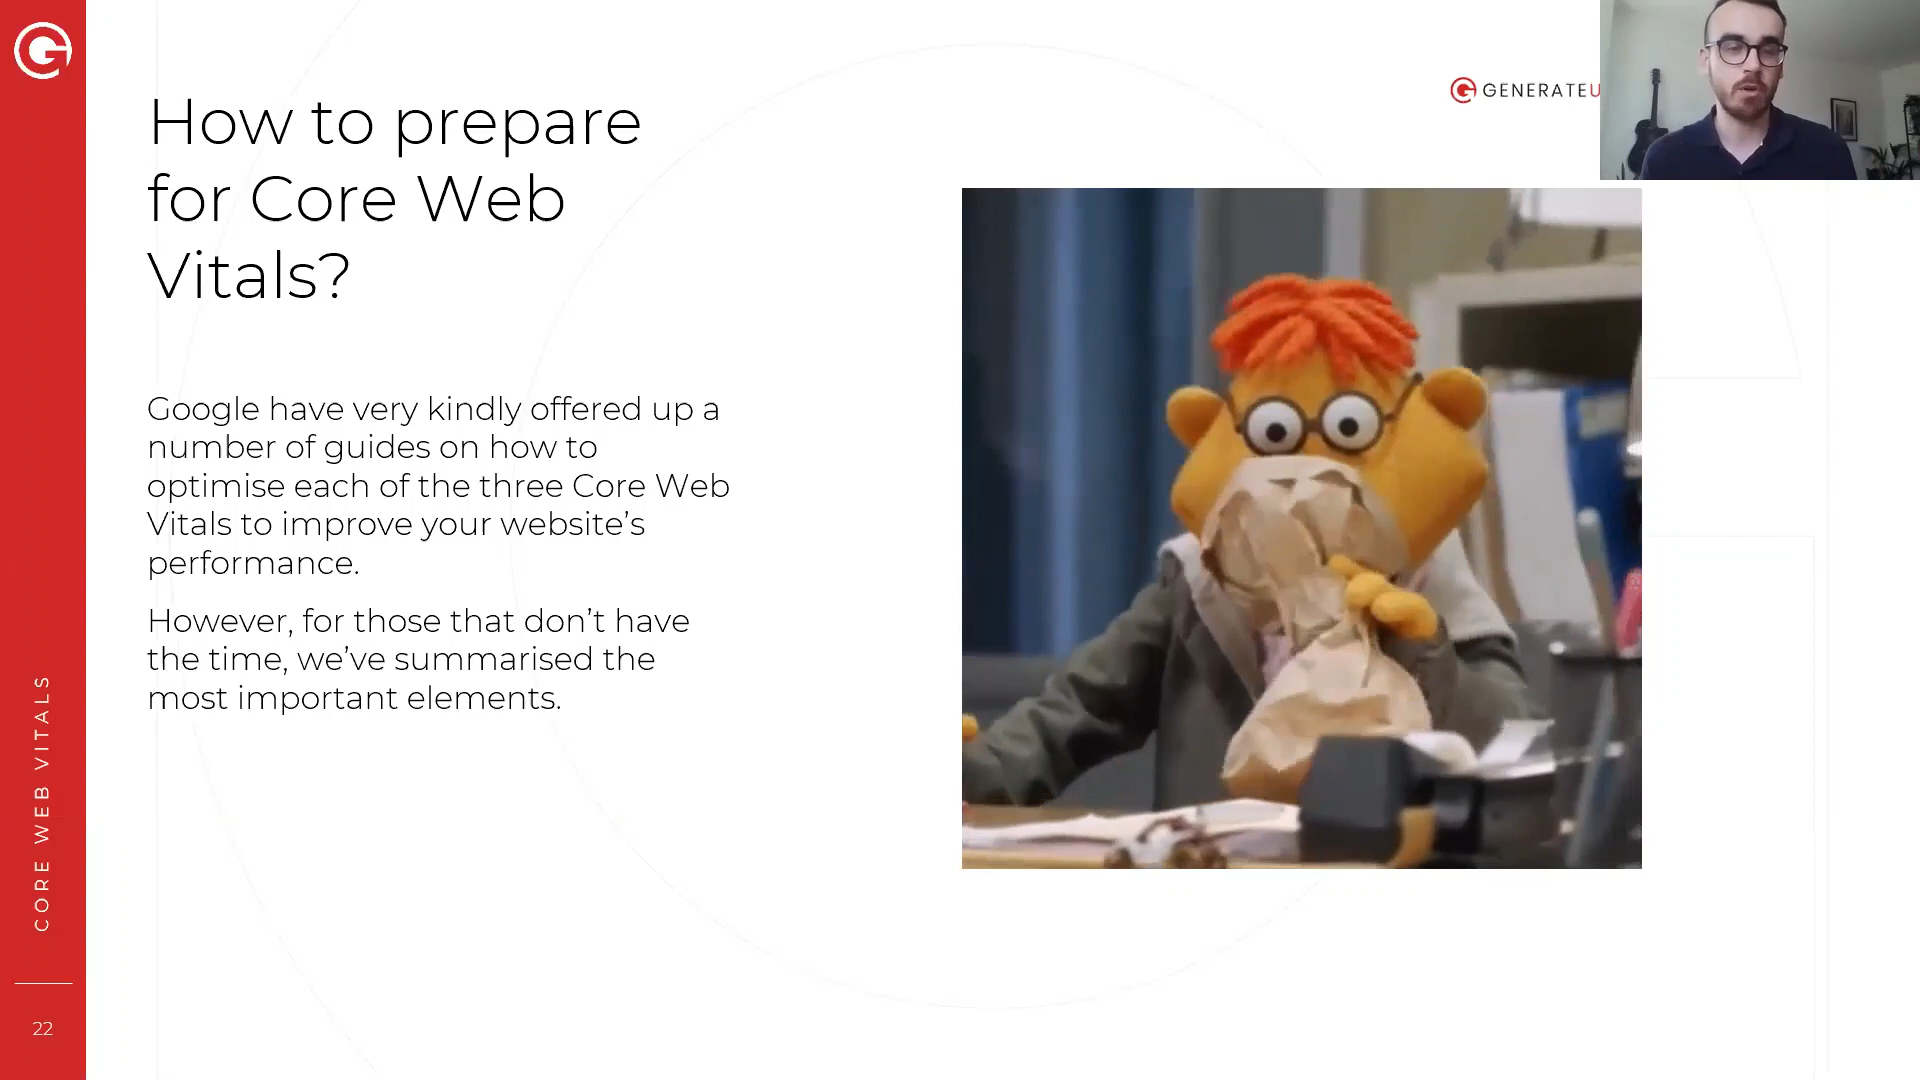 How to prepare
for Core Web
Vitals?
GENERATEU
Google have very kindly offered up a
number of guides on how to
optimise each of the three Core Web
Vitals to improve your website’s
performance.
However, for those that don’t have
the time, we’ve summarised the
most important elements.
CORE WEB VITALS
22